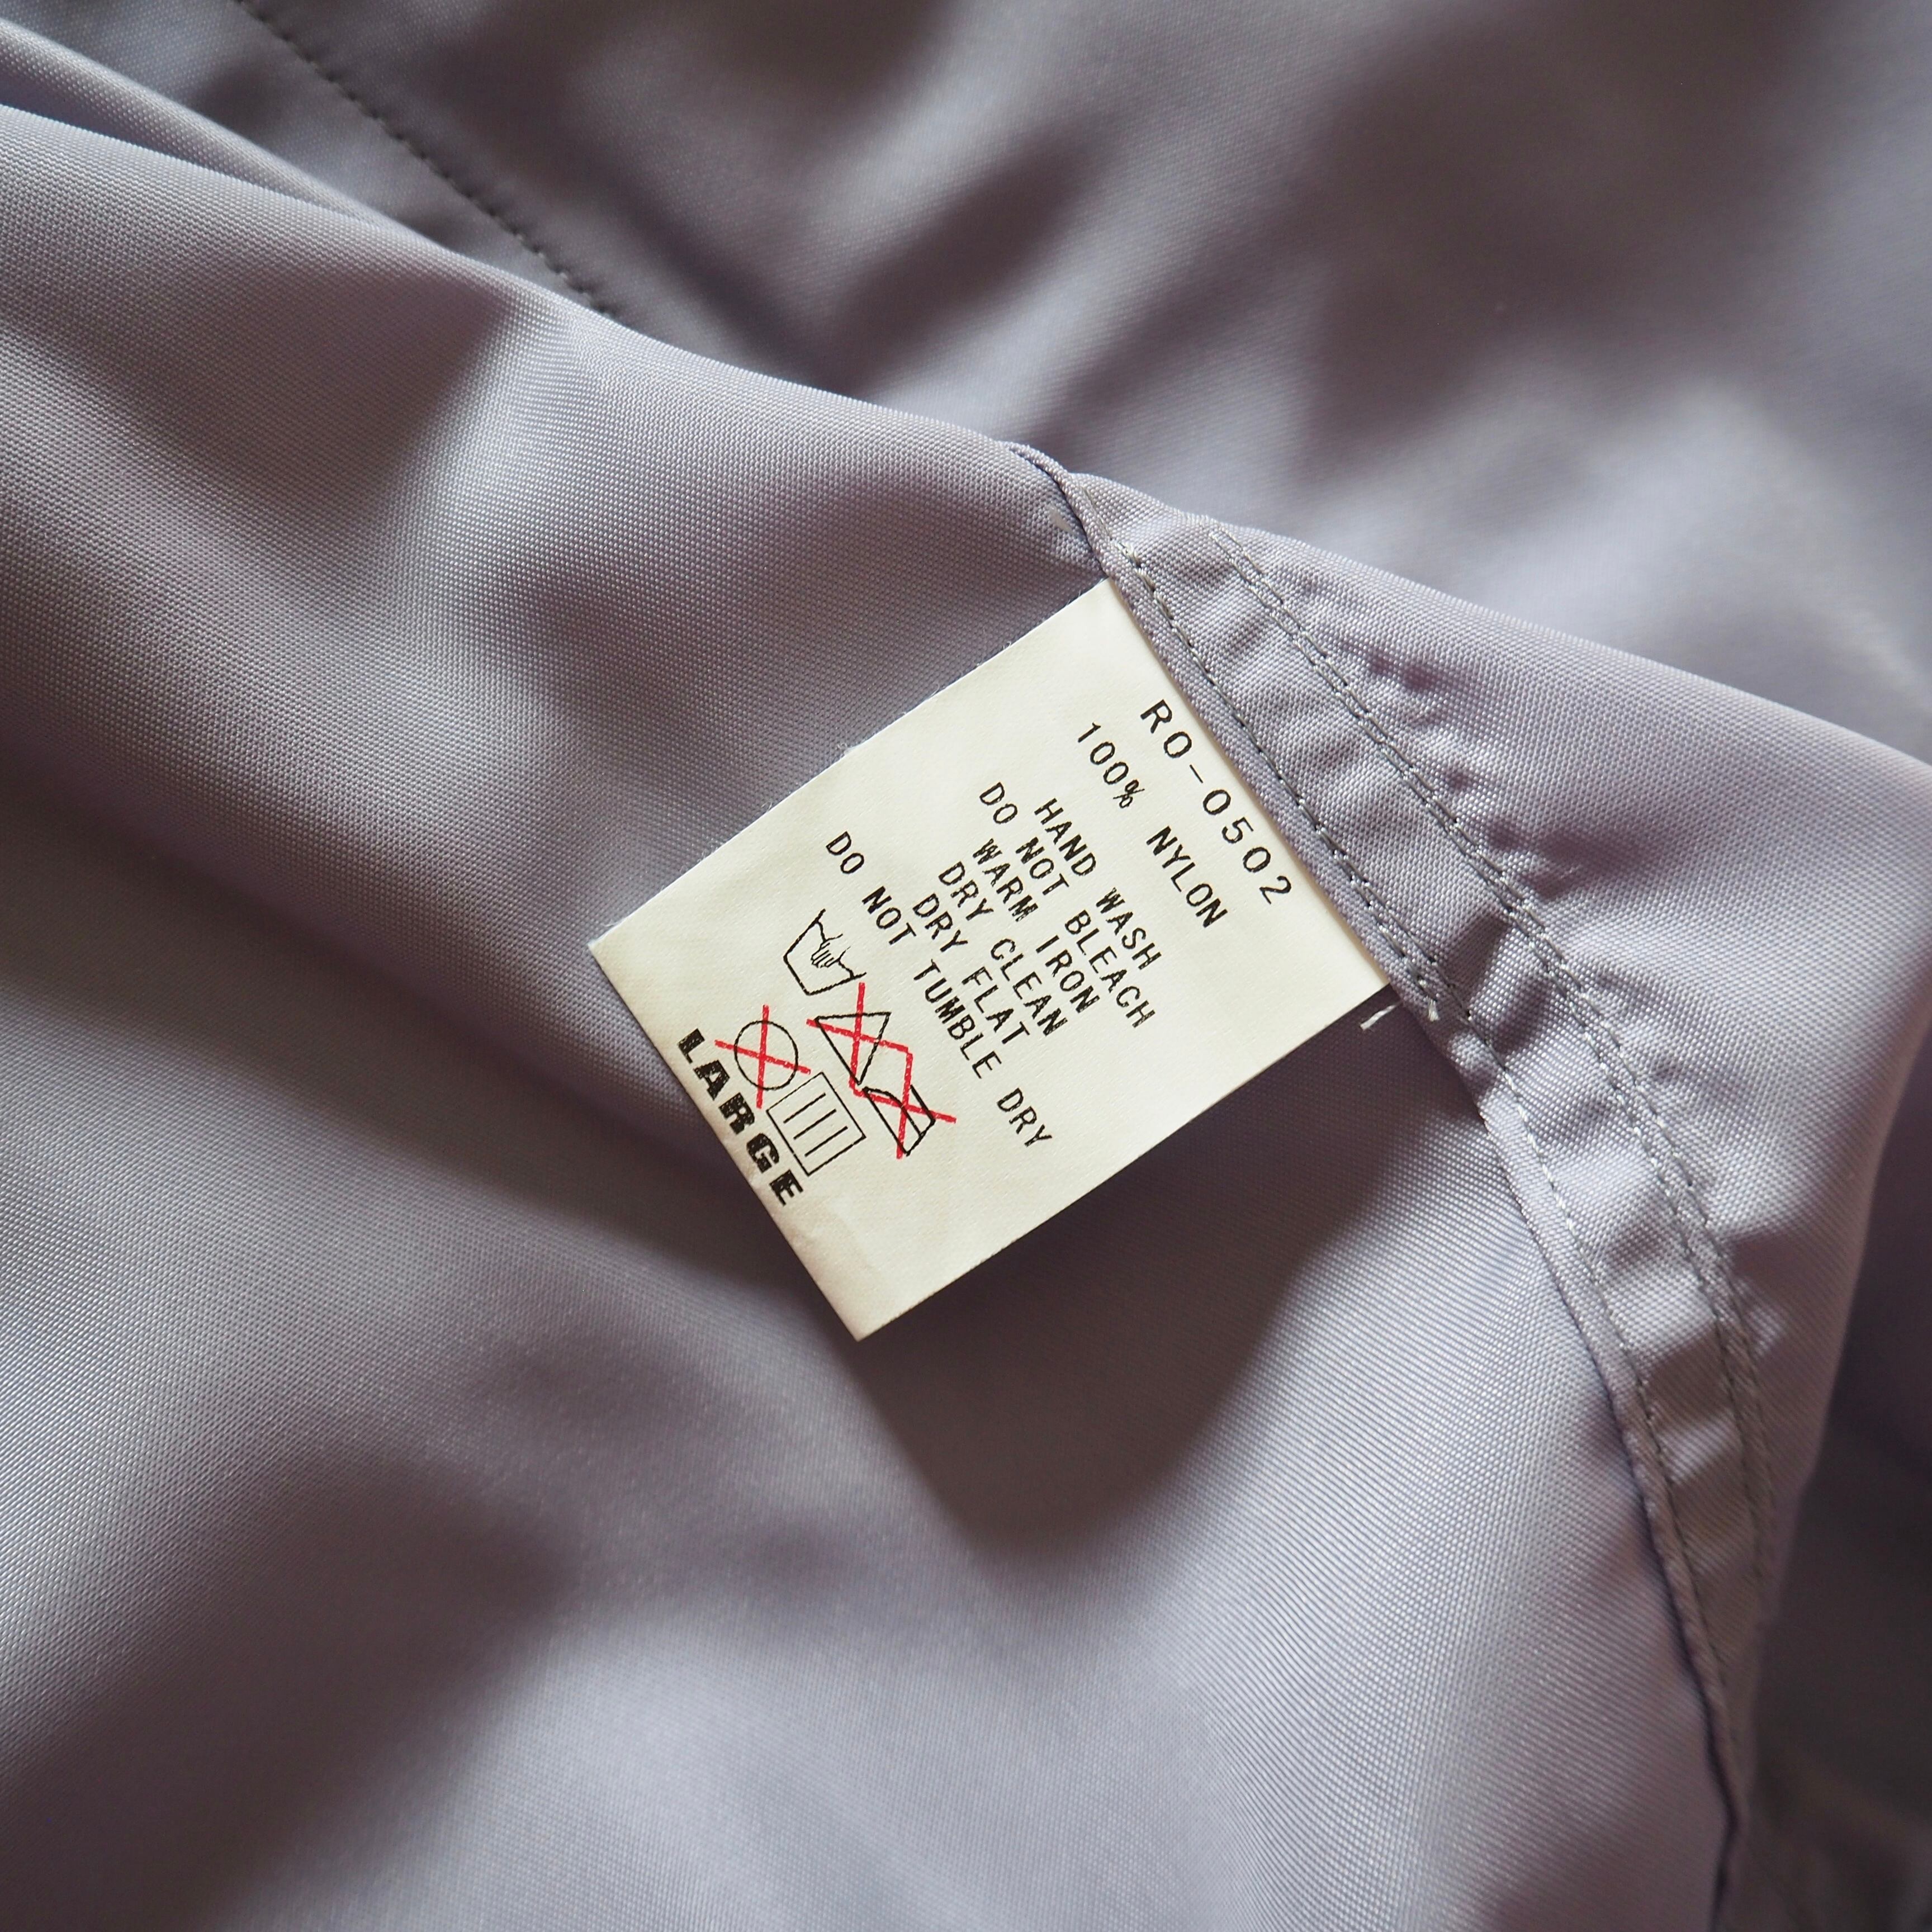 RO-0502
100% NYLON
HAND WASH
DO NOT BLEACH
WARM IRON
DRY CLEAN
DRY FLAT
DO NOT TUMBLE DRY
LARGE